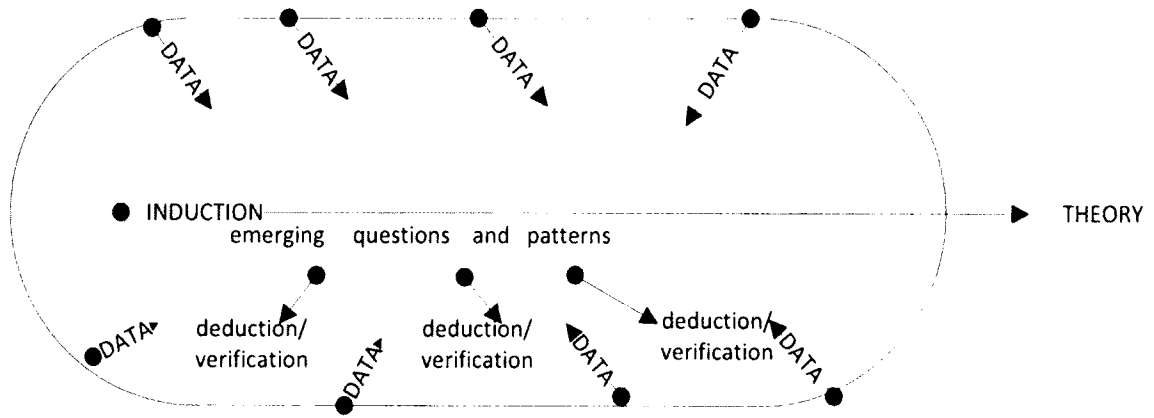 DATA DATA DATA DATA
INDUCTION THEORY
emerging questions and patterns
deduction/ deduction/ deduction/
verification verification verification
DATA DATA DATA DATA